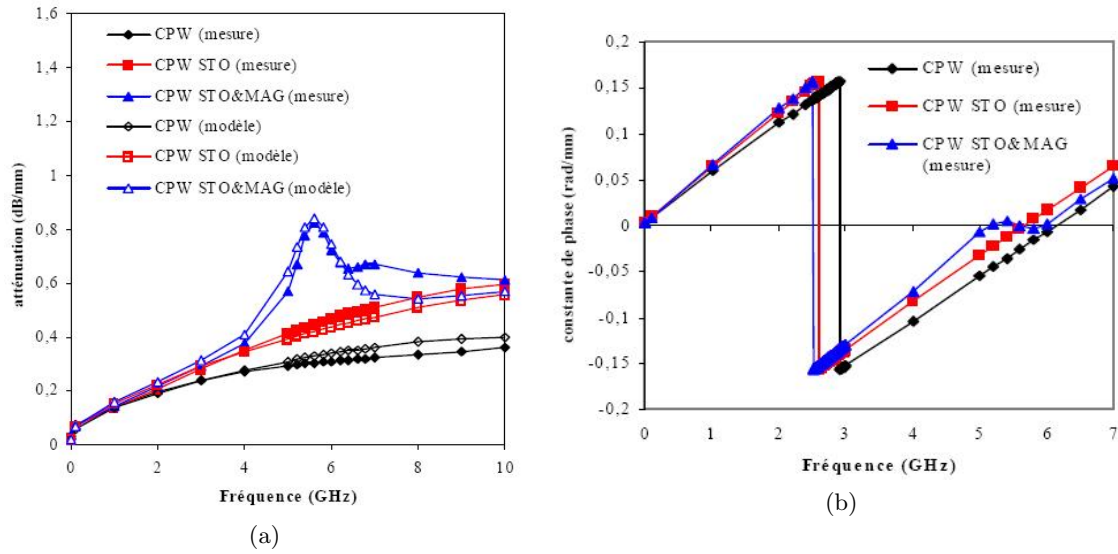 1,6
1,4
1,2
1
0,8
0,6
0,4
0,2
0
atténuation (dB/mm)
CPW (mesure)
CPW STO (mesure)
CPW STO&MAG (mesure)
CPW (modèle)
CPW STO (modèle)
CPW STO&MAG (modèle)
0 2 4 6 8 10
Fréquence (GHz)
(a)
0,2
0,15
0,10
0,05
0
-0,05
-0,10
-0,15
-0,2
constante de phase (rad/mm)
CPW (mesure)
CPW STO (mesure)
CPW STO&MAG
(mesure)
0 1 2 3 4 5 6 7
Fréquence (GHz)
(b)